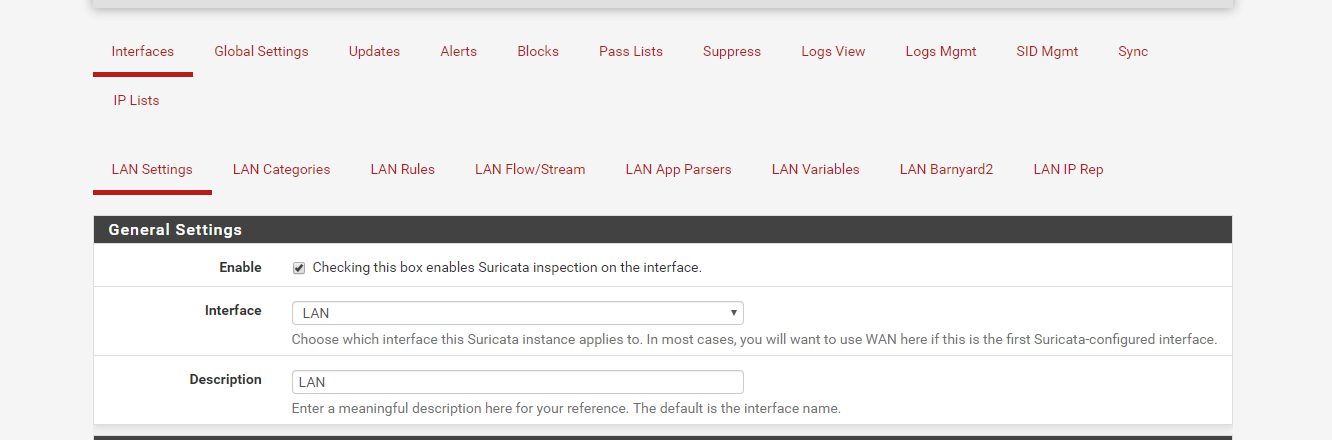 Interfaces Global Settings Updates Alerts Blocks Pass Lists Suppress Logs View Logs Mgmt SID Mgmt Sync
IP Lists
LAN Settings LAN Categories LAN Rules LAN Flow/Stream LAN App Parsers LAN Variables LAN Barnyard2 LAN IP Rep
General Settings
Enable Checking this box enables Suricata inspection on the interface.
Interface LAN
Choose which interface this Suricata instance applies to. In most cases, you will want to use WAN here if this is the first Suricata-configured interface.
Description LAN
Enter a meaningful description here for your reference. The default is the interface name.